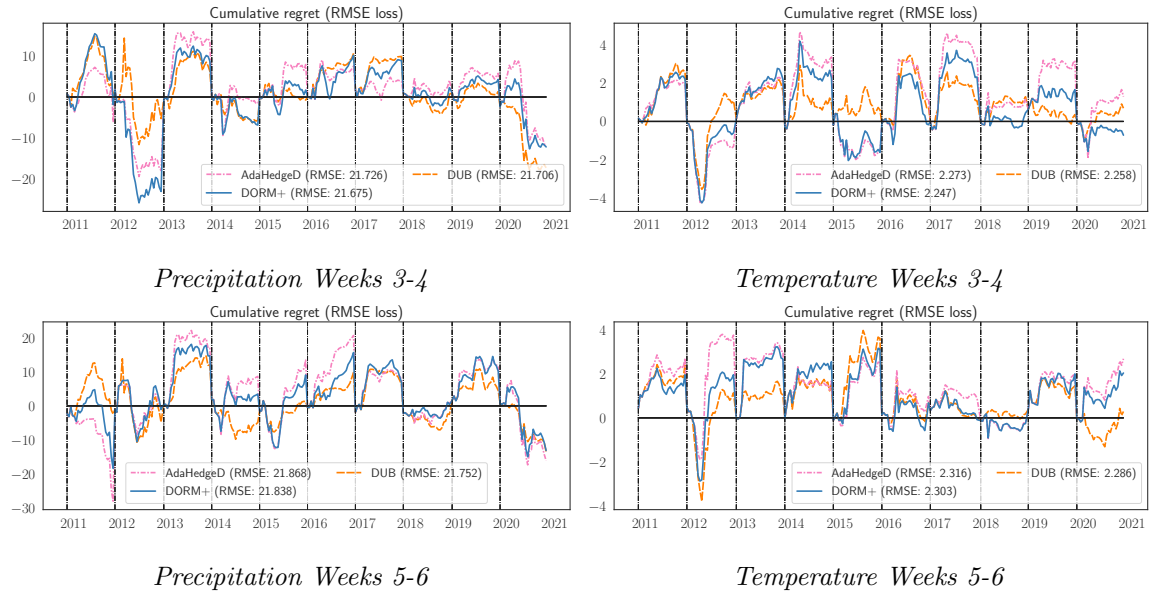 Cumulative regret (RMSE loss)
10
0
−10
−20
AdaHedgeD (RMSE: 21.726)
DORM+ (RMSE: 21.675)
DUB (RMSE: 21.706)
2011 2012 2013 2014 2015 2016 2017 2018 2019 2020 2021
Precipitation Weeks 3-4
Cumulative regret (RMSE loss)
4
2
0
−2
−4
AdaHedgeD (RMSE: 2.273)
DORM+ (RMSE: 2.247)
DUB (RMSE: 2.258)
2011 2012 2013 2014 2015 2016 2017 2018 2019 2020 2021
Temperature Weeks 3-4
Cumulative regret (RMSE loss)
20
10
0
−10
−20
−30
AdaHedgeD (RMSE: 21.868)
DORM+ (RMSE: 21.838)
DUB (RMSE: 21.752)
2011 2012 2013 2014 2015 2016 2017 2018 2019 2020 2021
Precipitation Weeks 5-6
Cumulative regret (RMSE loss)
4
2
0
−2
−4
AdaHedgeD (RMSE: 2.316)
DORM+ (RMSE: 2.303)
DUB (RMSE: 2.286)
2011 2012 2013 2014 2015 2016 2017 2018 2019 2020 2021
Temperature Weeks 5-6